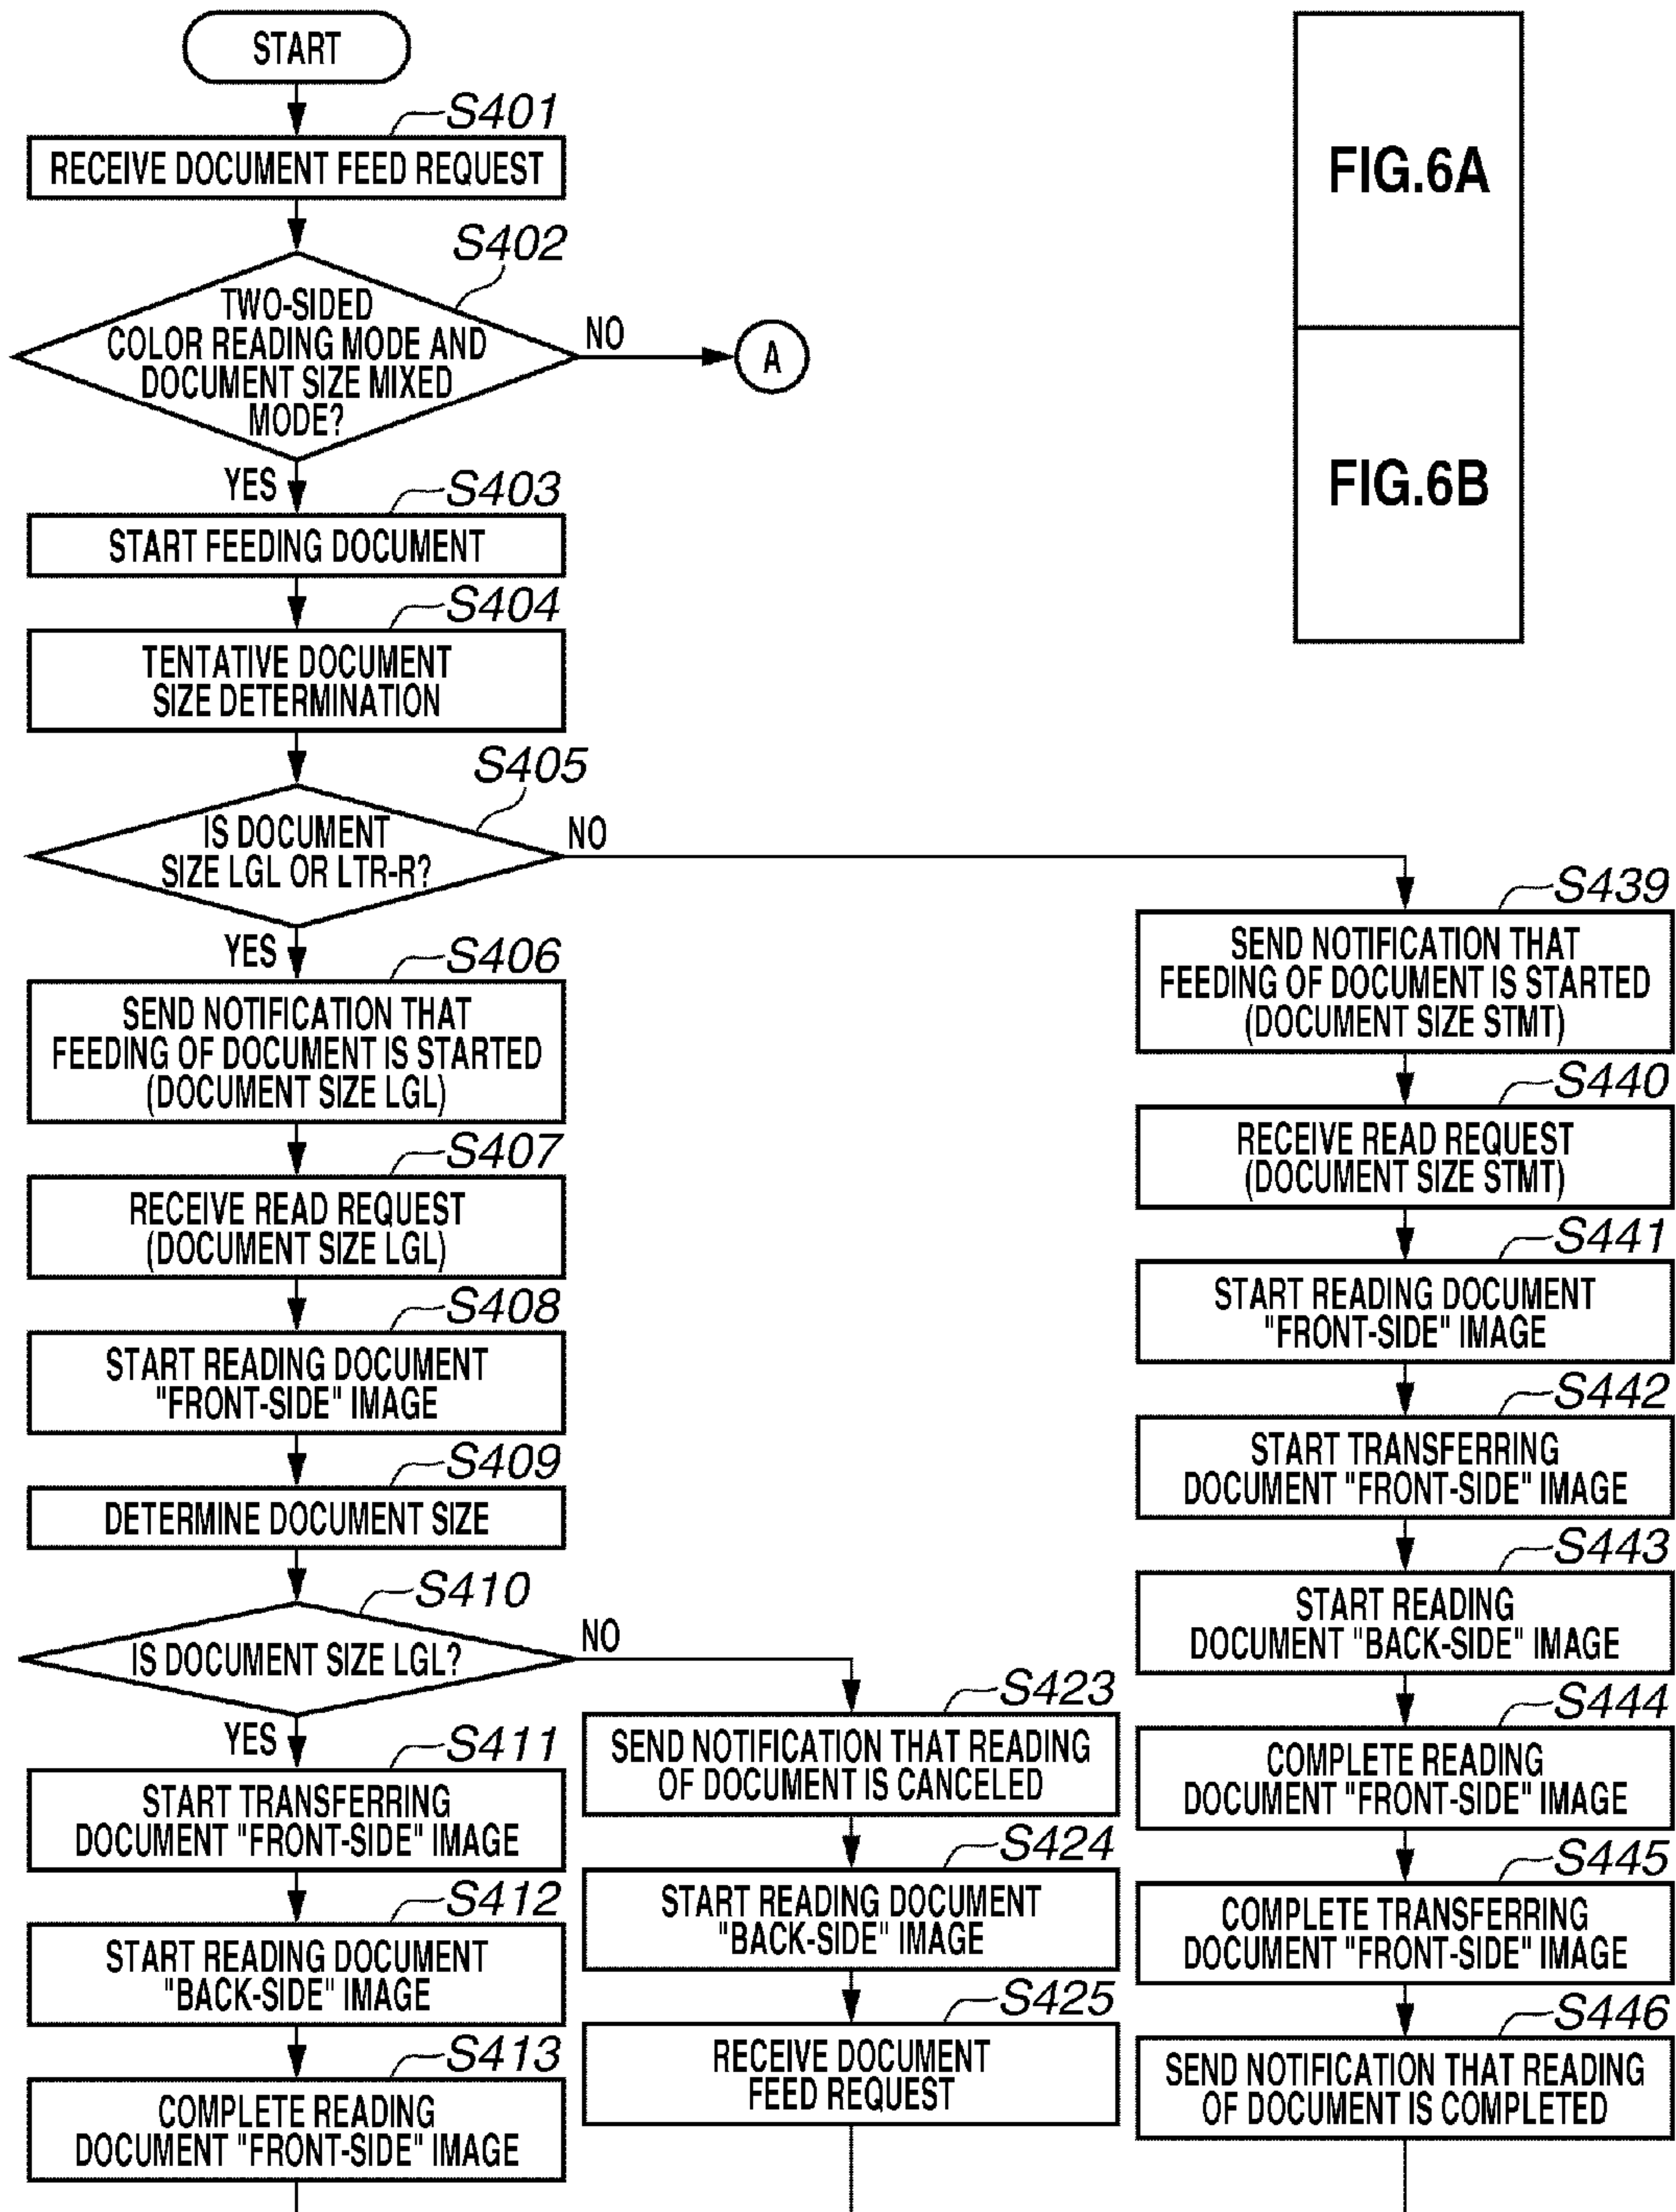 START
S401
RECEIVE DOCUMENT FEED REQUEST
S402
TWO-SIDED
COLOR READING MODE AND
DOCUMENT SIZE MIXED
MODE?
NO
A
YES
S403
START FEEDING DOCUMENT
S404
TENTATIVE DOCUMENT
SIZE DETERMINATION
S405
IS DOCUMENT
SIZE LGL OR LTR-R?
NO
YES
S406
SEND NOTIFICATION THAT
FEEDING OF DOCUMENT IS STARTED
(DOCUMENT SIZE LGL)
S407
RECEIVE READ REQUEST
(DOCUMENT SIZE LGL)
S408
START READING DOCUMENT
"FRONT-SIDE" IMAGE
S409
DETERMINE DOCUMENT SIZE
S410
IS DOCUMENT SIZE LGL?
NO
YES
S411
START TRANSFERRING
DOCUMENT "FRONT-SIDE" IMAGE
S412
START READING DOCUMENT
"BACK-SIDE" IMAGE
S413
COMPLETE READING
DOCUMENT "FRONT-SIDE" IMAGE
S423
SEND NOTIFICATION THAT READING
OF DOCUMENT IS CANCELED
S424
START READING DOCUMENT
"BACK-SIDE" IMAGE
S425
RECEIVE DOCUMENT
FEED REQUEST
FIG.6A
FIG.6B
S439
SEND NOTIFICATION THAT
FEEDING OF DOCUMENT IS STARTED
(DOCUMENT SIZE STMT)
S440
RECEIVE READ REQUEST
(DOCUMENT SIZE STMT)
S441
START READING DOCUMENT
"FRONT-SIDE" IMAGE
S442
START TRANSFERRING
DOCUMENT "FRONT-SIDE" IMAGE
S443
START READING
DOCUMENT "BACK-SIDE" IMAGE
S444
COMPLETE READING
DOCUMENT "FRONT-SIDE" IMAGE
S445
COMPLETE TRANSFERRING
DOCUMENT "FRONT-SIDE" IMAGE
S446
SEND NOTIFICATION THAT READING
OF DOCUMENT IS COMPLETED